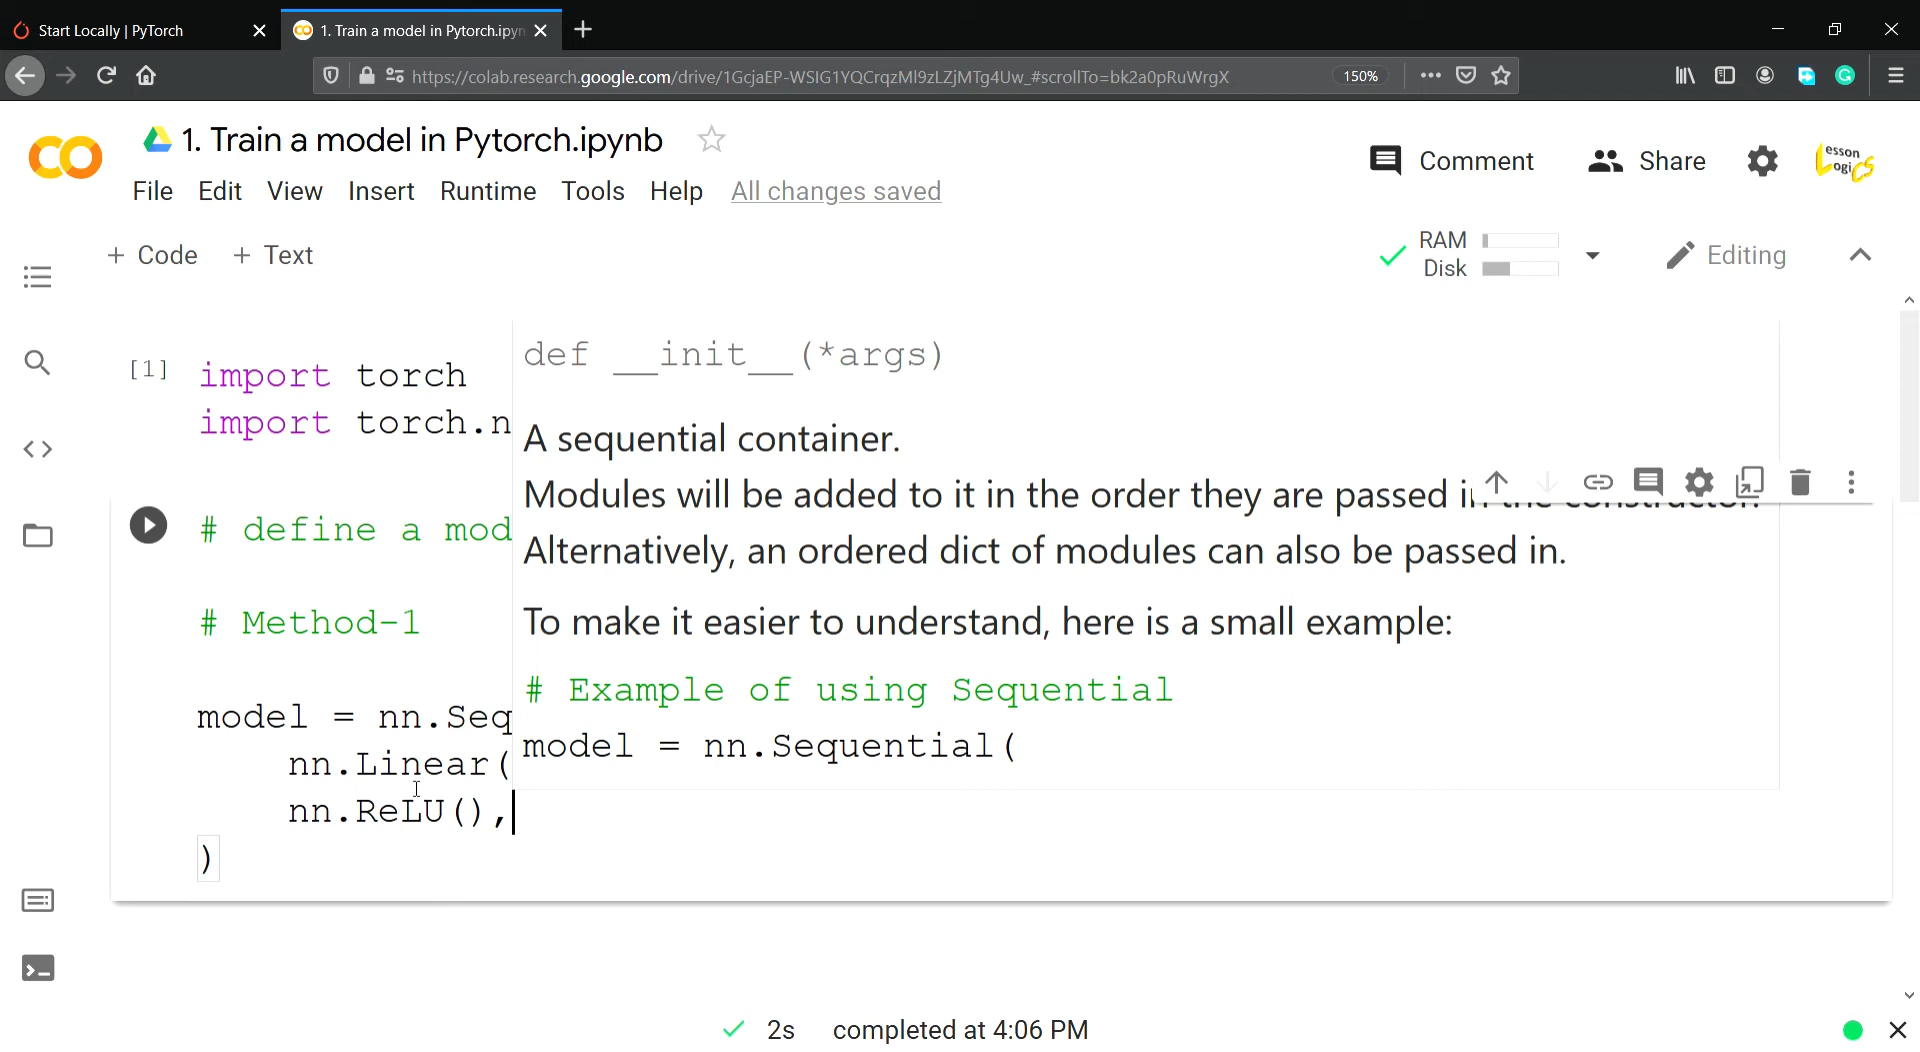 Start Locally | PyTorch
1. Train a model in Pytorch.ipyn
https://colab.research.google.com/drive/1GcjaEP-WSIG1YQCrqzMl9zLZjMTg4Uw_#scrollTo=bk2a0pRuWrgX
150%
1. Train a model in Pytorch.ipynb
Comment
Share
Lesson
LogiCS
File Edit View Insert Runtime Tools Help All changes saved
+ Code + Text
RAM
Disk
Editing
[1] import torch
import torch.n
def __init__(*args)
A sequential container.
Modules will be added to it in the order they are passed in the constructor.
Alternatively, an ordered dict of modules can also be passed in.
To make it easier to understand, here is a small example:
# Example of using Sequential
model = nn.Sequential(
# define a mod
# Method-1
model = nn.Seq
nn.Linear(
nn.ReLU(),
)
2s completed at 4:06 PM